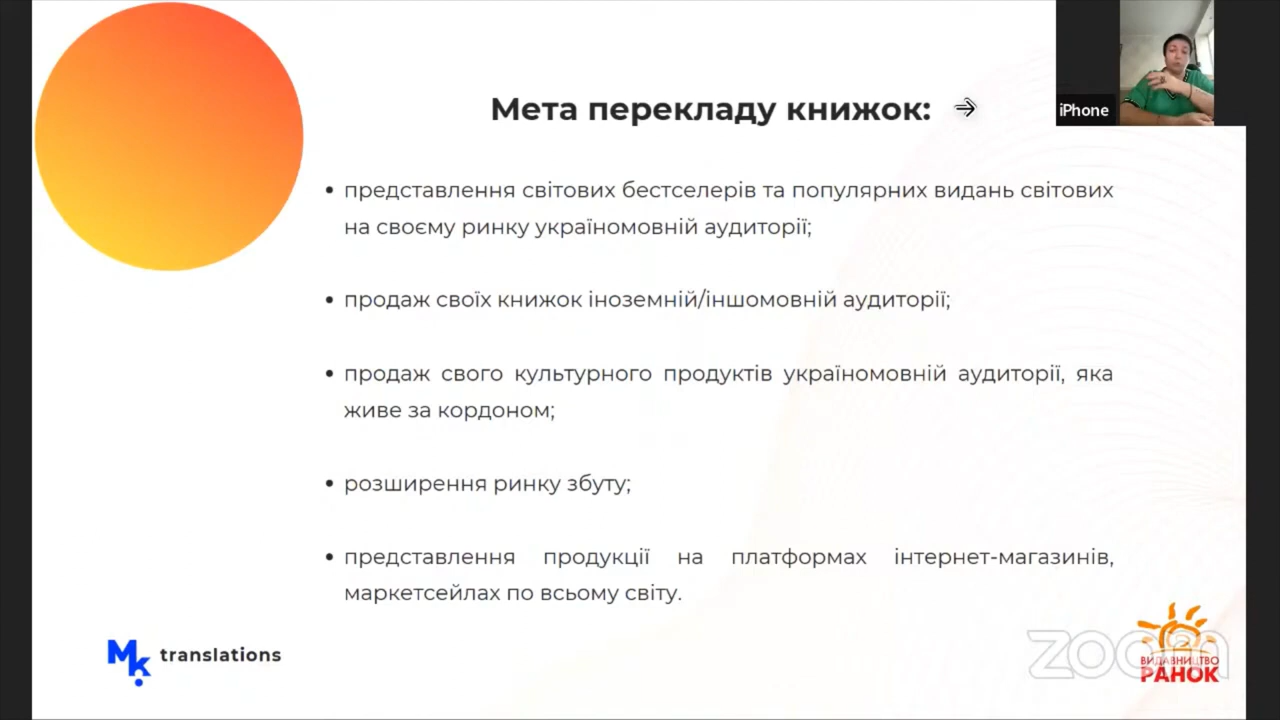 Мета перекладу книжок:
iPhone
• представлення світових бестселерів та популярних видань світових
на своєму ринку україномовній аудиторії;
• продаж своїх книжок іноземній/іншомовній аудиторії;
• продаж свого культурного продуктів україномовній аудиторії, яка
живе за кордоном;
• розширення ринку збуту;
• представлення продукції на платформах інтернет-магазинів,
маркетсейлах по всьому світу.
Mk translations
zoom
ВИДАВНИЦТВО
РАНОК